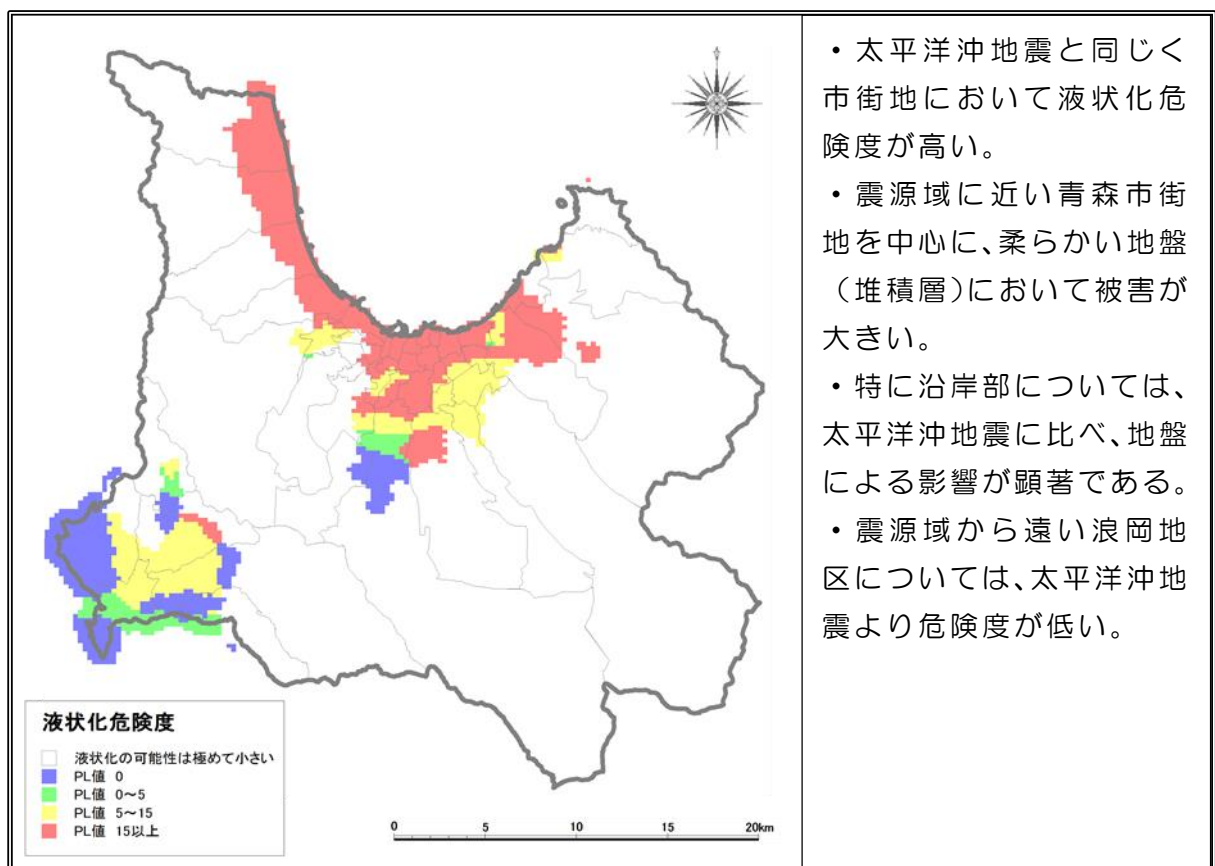 ・太平洋沖地震と同じく
市街地において液状化危
険度が高い。
・震源域に近い青森市街
地を中心に、柔らかい地盤
（堆積層）において被害が
大きい。
・特に沿岸部については、
太平洋沖地震に比べ、地盤
による影響が顕著である。
・震源域から遠い浪岡地
区については、太平洋沖地
震より危険度が低い。
液状化危険度
液状化の可能性は極めて小さい
PL値 0
PL値 0～5
PL値 5～15
PL値 15以上
0 5 10 15 20km